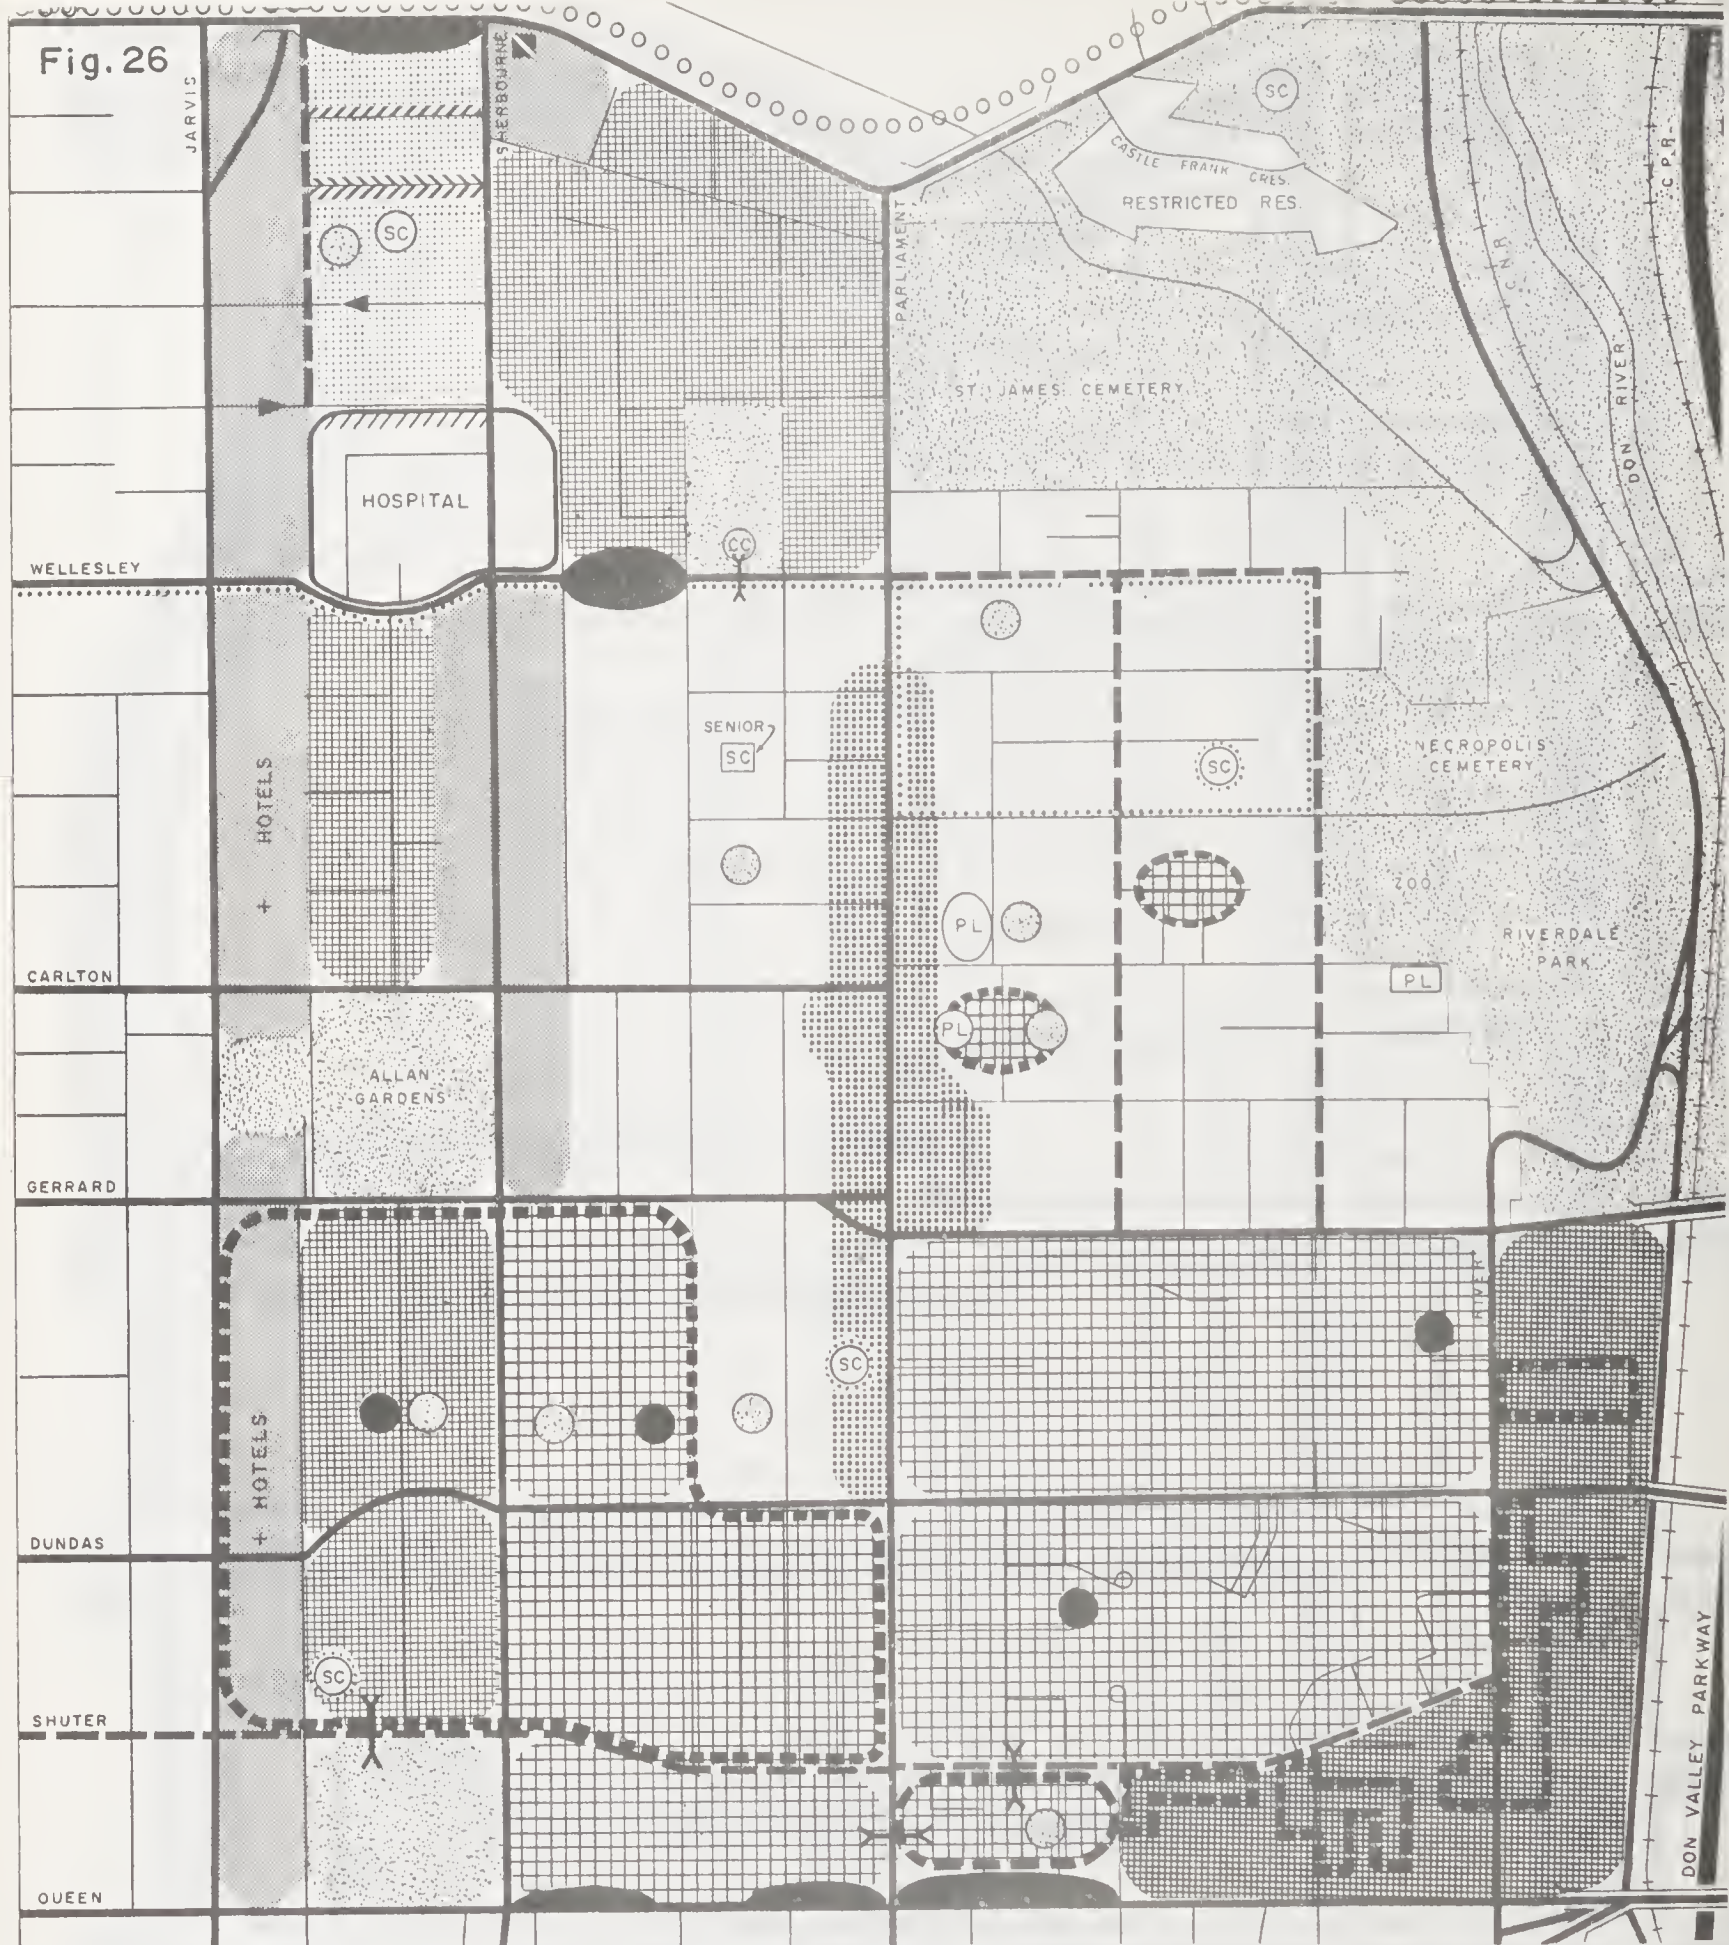 Fig. 26
JARVIS
SHERBOURNE
SC
C.P.R.
CASTLE FRANK CRES.
RESTRICTED RES.
SC
PARLIAMENT
C N R
DON RIVER
ST. JAMES CEMETERY
HOSPITAL
CC
WELLESLEY
SENIOR
SC
SC
NECROPOLIS
CEMETERY
+ HOTELS
ZOO
PL
RIVERDALE
PARK
CARLTON
PL
PL
ALLAN
GARDENS
GERRARD
RIVER
SC
+ HOTELS
DUNDAS
SC
SHUTER
DON VALLEY PARKWAY
QUEEN